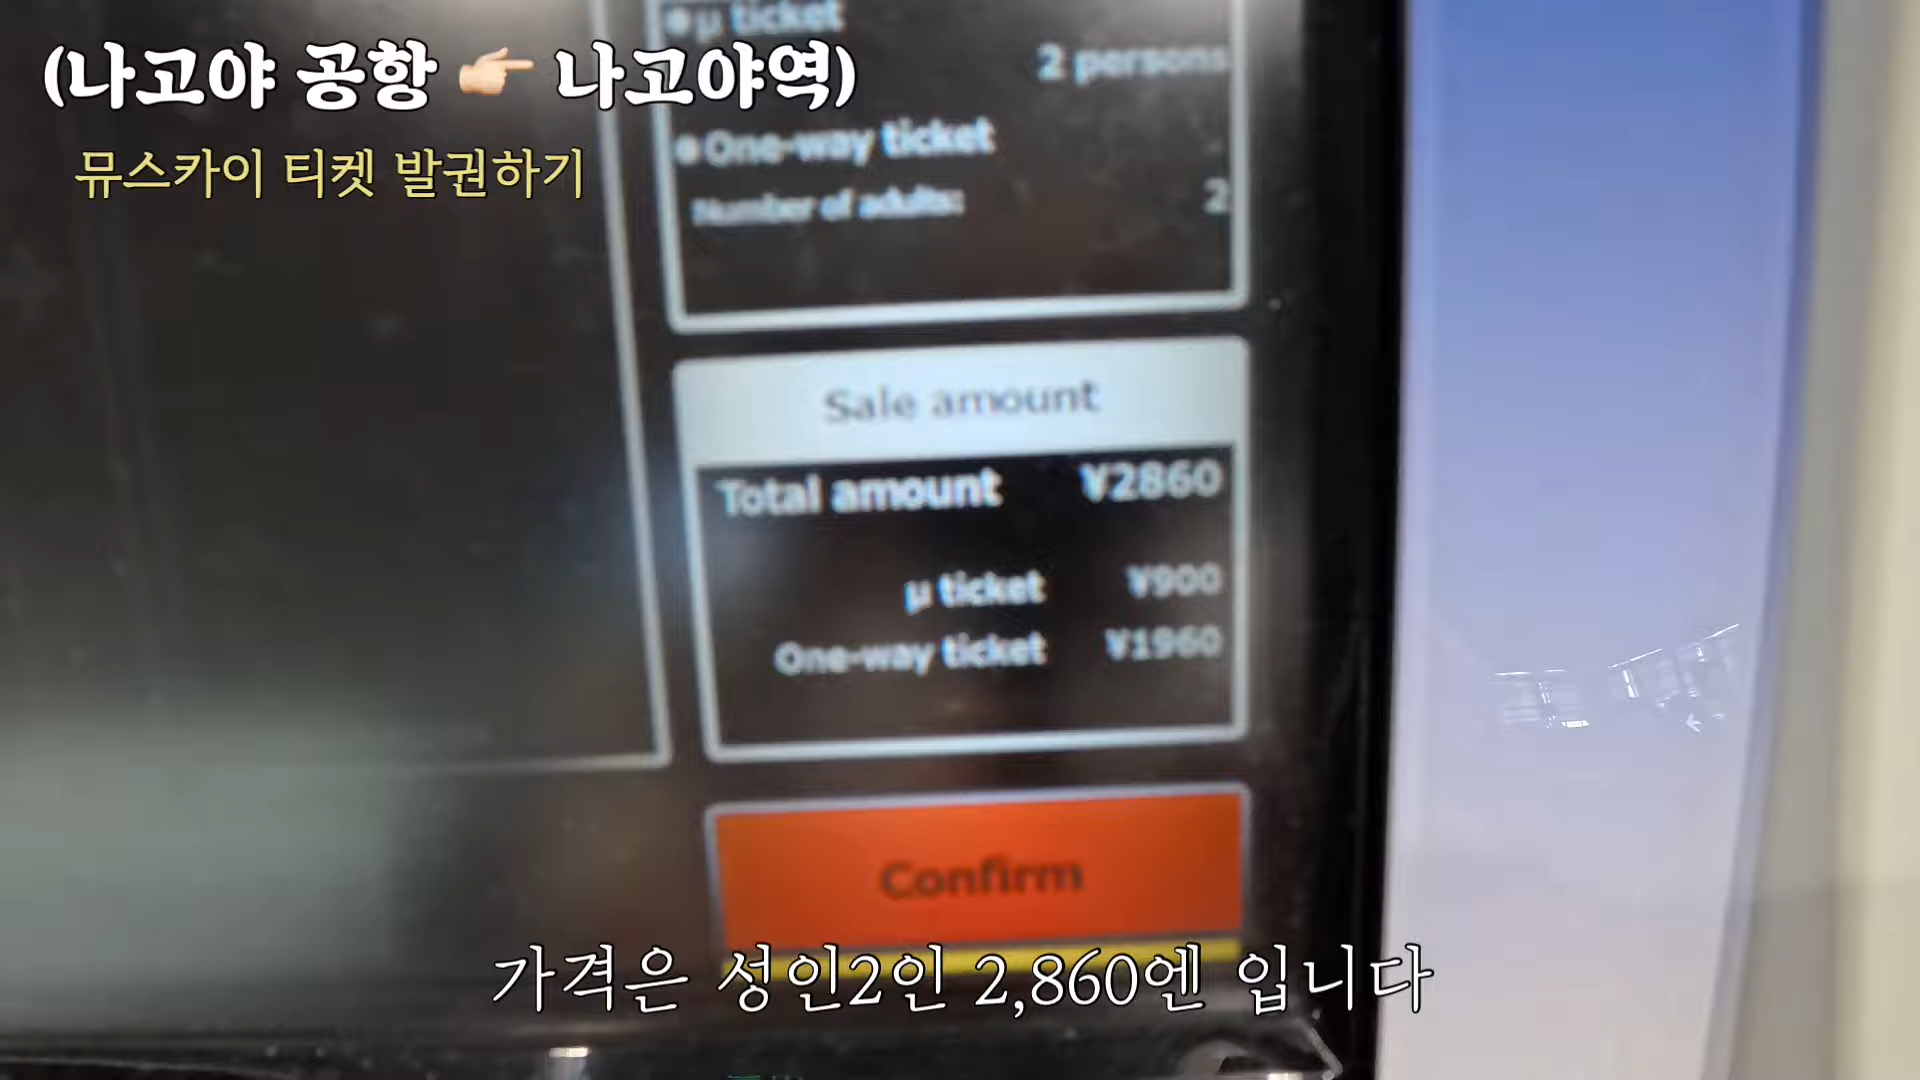 (나고야 공항 👉🏻 나고야역)
뮤스카이 티켓 발권하기
μ ticket
2 persons
One-way ticket
Number of adults: 2
Sale amount
Total amount ¥2860
μ ticket ¥900
One-way ticket ¥1960
Confirm
가격은 성인2인 2,860엔 입니다